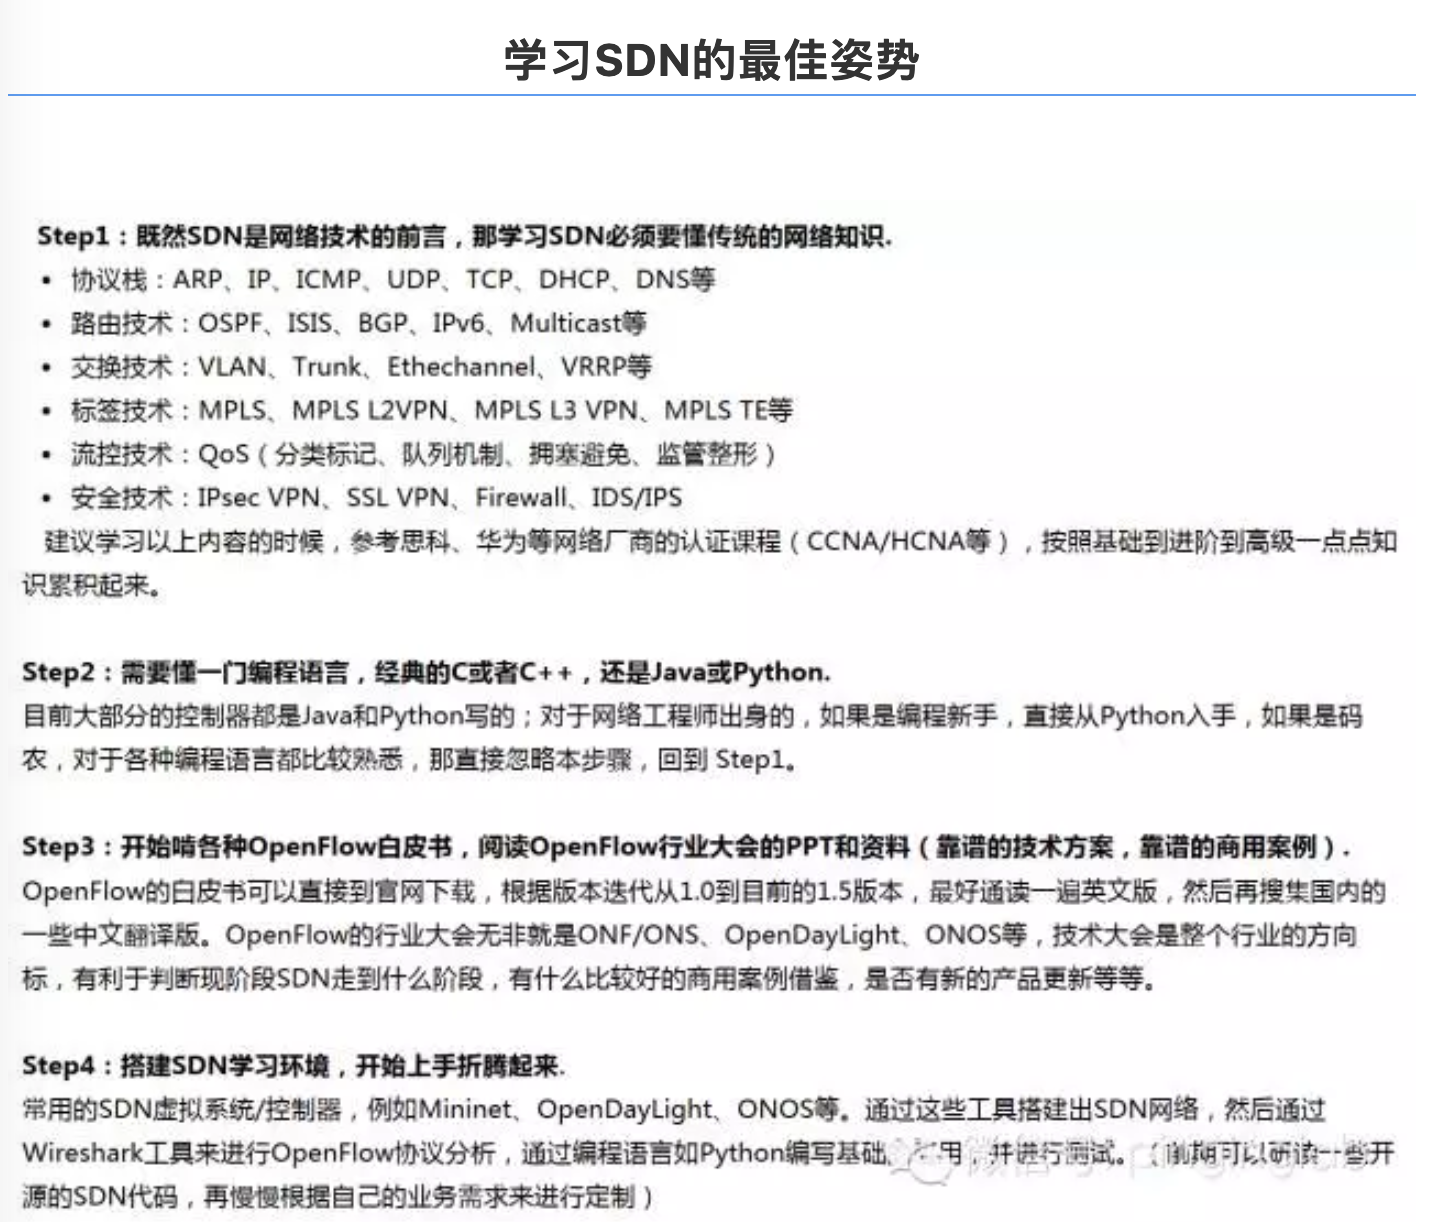 学习SDN的最佳姿势
Step1：既然SDN是网络技术的前言，那学习SDN必须要懂传统的网络知识.
• 协议栈：ARP、IP、ICMP、UDP、TCP、DHCP、DNS等
• 路由技术：OSPF、ISIS、BGP、IPv6、Multicast等
• 交换技术：VLAN、Trunk、Ethechannel、VRRP等
• 标签技术：MPLS、MPLS L2VPN、MPLS L3 VPN、MPLS TE等
• 流控技术：QoS（分类标记、队列机制、拥塞避免、监管整形）
• 安全技术：IPsec VPN、SSL VPN、Firewall、IDS/IPS
建议学习以上内容的时候，参考思科、华为等网络厂商的认证课程（CCNA/HCNA等），按照基础到进阶到高级一点点知
识累积起来。
Step2：需要懂一门编程语言，经典的C或者C++，还是Java或Python.
目前大部分的控制器都是Java和Python写的；对于网络工程师出身的，如果是编程新手，直接从Python入手，如果是码
农，对于各种编程语言都比较熟悉，那直接忽略本步骤，回到 Step1。
Step3：开始啃各种OpenFlow白皮书，阅读OpenFlow行业大会的PPT和资料（靠谱的技术方案，靠谱的商用案例）.
OpenFlow的白皮书可以直接到官网下载，根据版本迭代从1.0到目前的1.5版本，最好通读一遍英文版，然后再搜集国内的
一些中文翻译版。OpenFlow的行业大会无非就是ONF/ONS、OpenDayLight、ONOS等，技术大会是整个行业的方向
标，有利于判断现阶段SDN走到什么阶段，有什么比较好的商用案例借鉴，是否有新的产品更新等等。
Step4：搭建SDN学习环境，开始上手折腾起来.
常用的SDN虚拟系统/控制器，例如Mininet、OpenDayLight、ONOS等。通过这些工具搭建出SDN网络，然后通过
Wireshark工具来进行OpenFlow协议分析，通过编程语言如Python编写基础 用，并进行测试。（前期可以研读一些开
源的SDN代码，再慢慢根据自己的业务需求来进行定制）